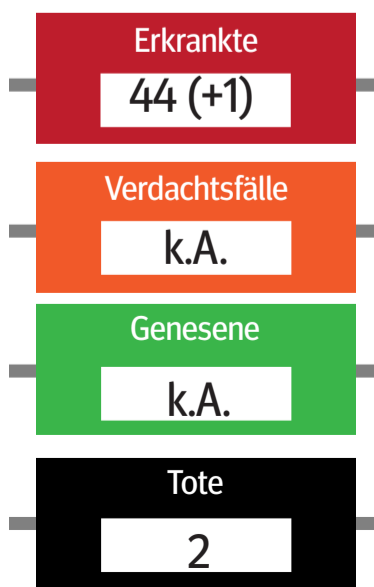 Erkrankte
44 (+1)
Verdachtsfälle
k.A.
Genesene
k.A.
Tote
2